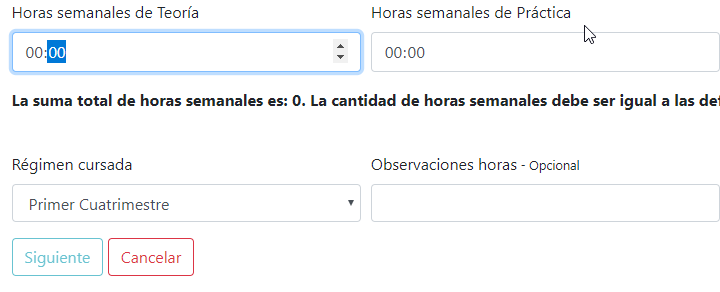 Horas semanales de Teoría Horas semanales de Práctica
00:00 00:00
La suma total de horas semanales es: 0. La cantidad de horas semanales debe ser igual a las
Régimen cursada Observaciones horas - Opcional
Primer Cuatrimestre
Siguiente Cancelar